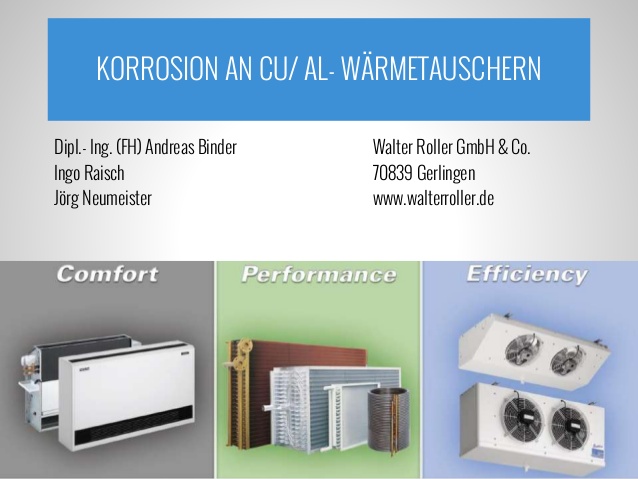 KORROSION AN CU/ AL- WÄRMETAUSCHERN
Dipl.- Ing. (FH) Andreas Binder
Ingo Raisch
Jörg Neumeister
Walter Roller GmbH & Co.
70839 Gerlingen
www.walterroller.de
Comfort
Performance
Efficiency